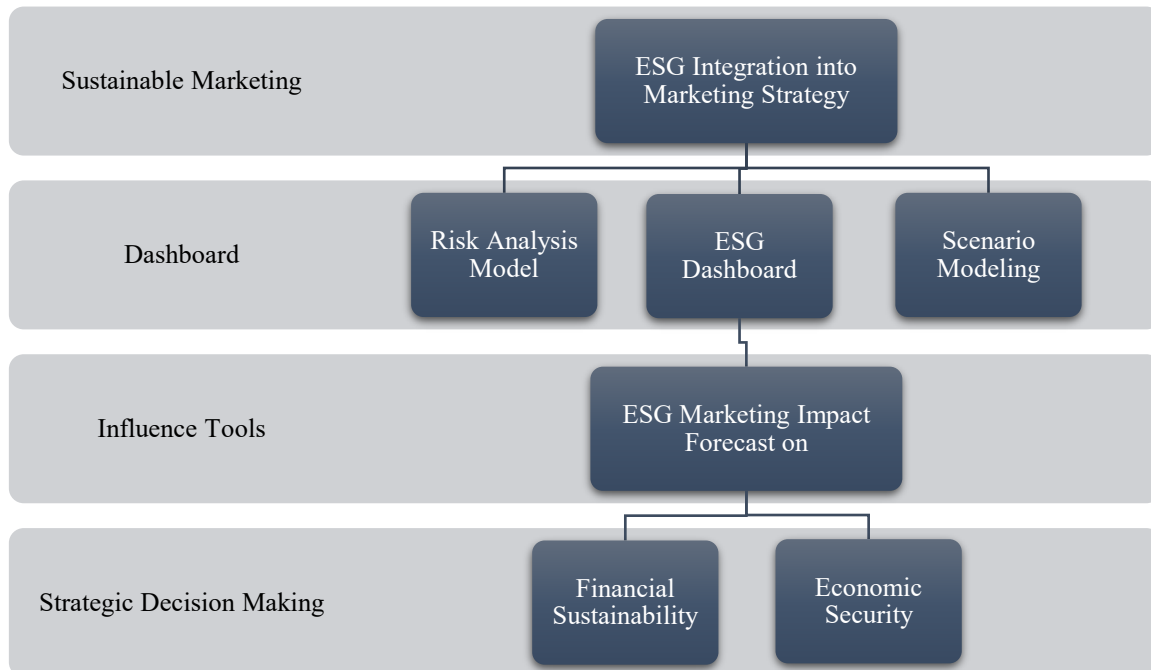 Sustainable Marketing
ESG Integration into
Marketing Strategy
Dashboard
Risk Analysis
Model
ESG
Dashboard
Scenario
Modeling
Influence Tools
ESG Marketing Impact
Forecast on
Strategic Decision Making
Financial
Sustainability
Economic
Security